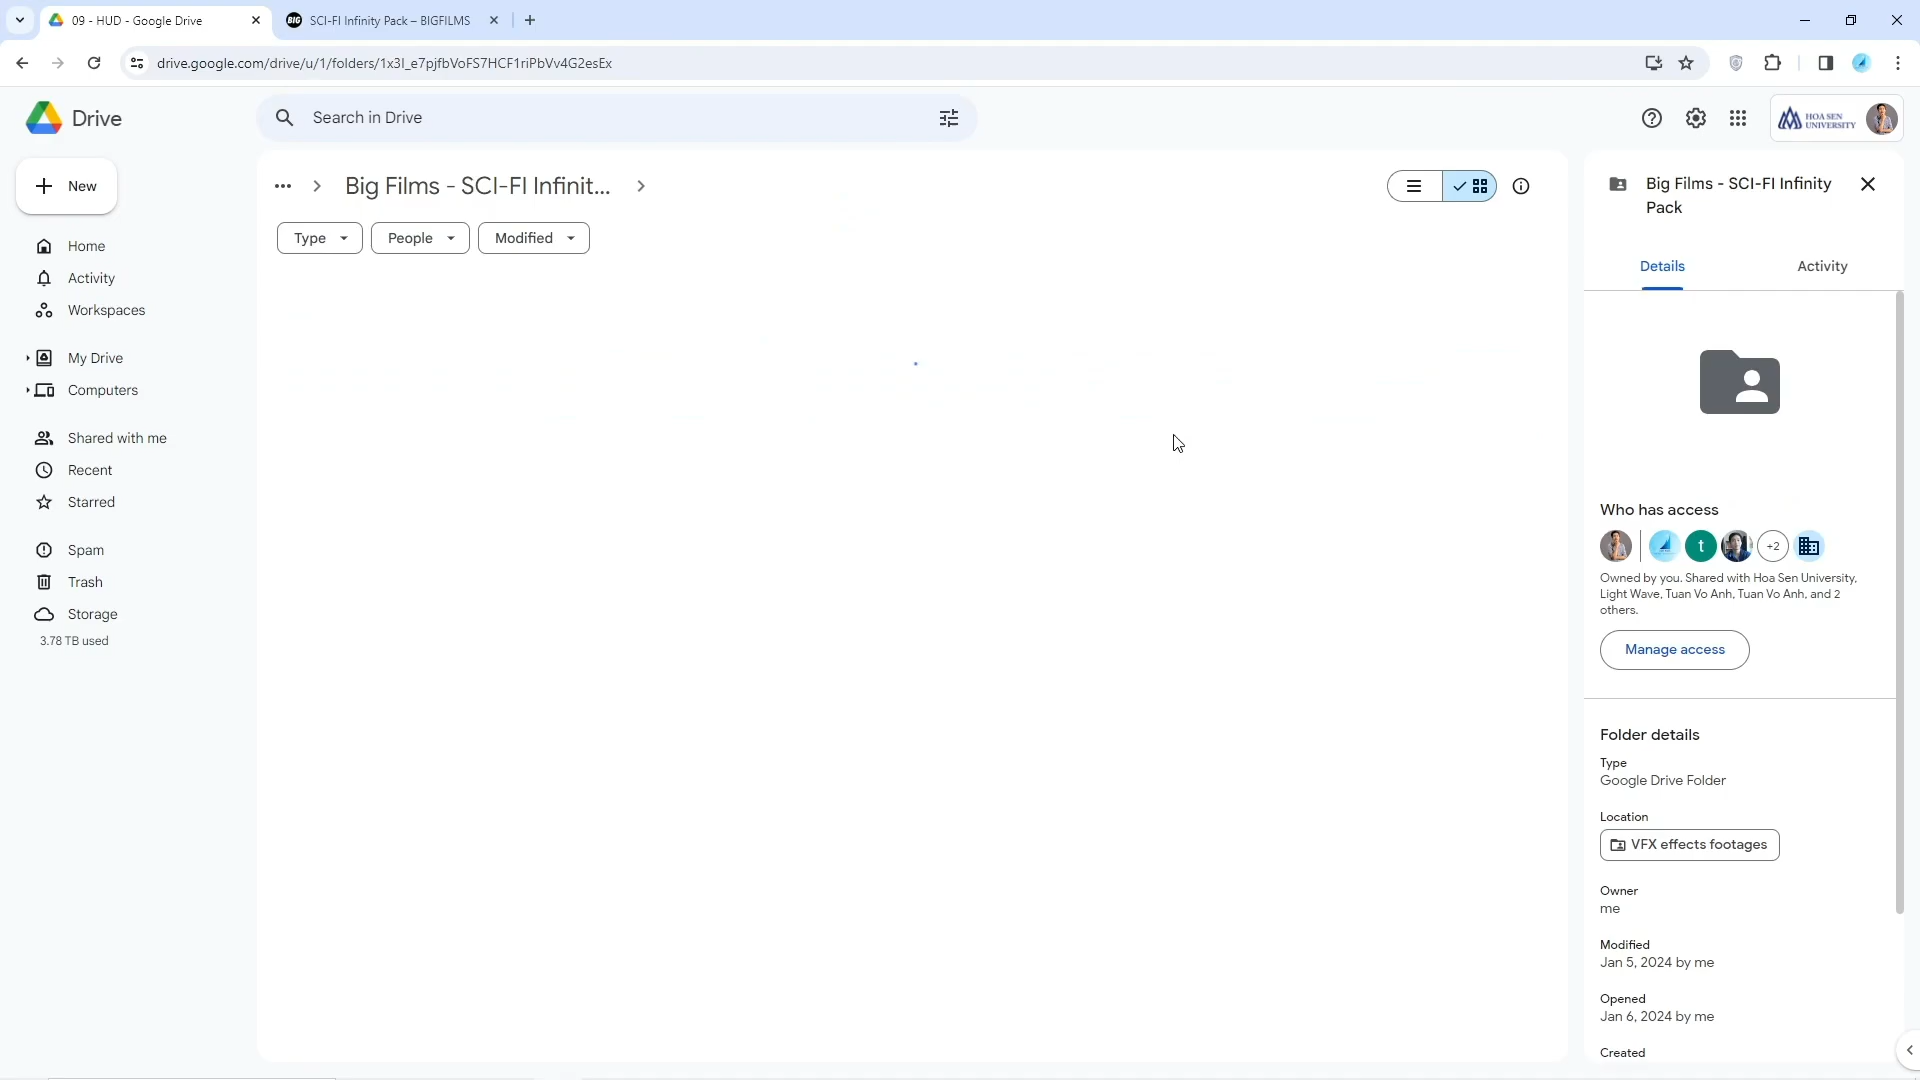 09 - HUD - Google Drive
BIG SCI-FI Infinity Pack – BIGFILMS
drive.google.com/drive/u/1/folders/1x3I_e7pjfbVoFS7HCF1riPbVv4G2esEx
Drive
Search in Drive
HOA SEN
UNIVERSITY
New
Big Films - SCI-FI Infinit...
Type
People
Modified
Home
Activity
Workspaces
My Drive
Computers
Shared with me
Recent
Starred
Spam
Trash
Storage
3.78 TB used
Big Films - SCI-FI Infinity
Pack
Details
Activity
Who has access
t
+2
Owned by you. Shared with Hoa Sen University,
Light Wave, Tuan Vo Anh, Tuan Vo Anh, and 2
others.
Manage access
Folder details
Type
Google Drive Folder
Location
VFX effects footages
Owner
me
Modified
Jan 5, 2024 by me
Opened
Jan 6, 2024 by me
Created